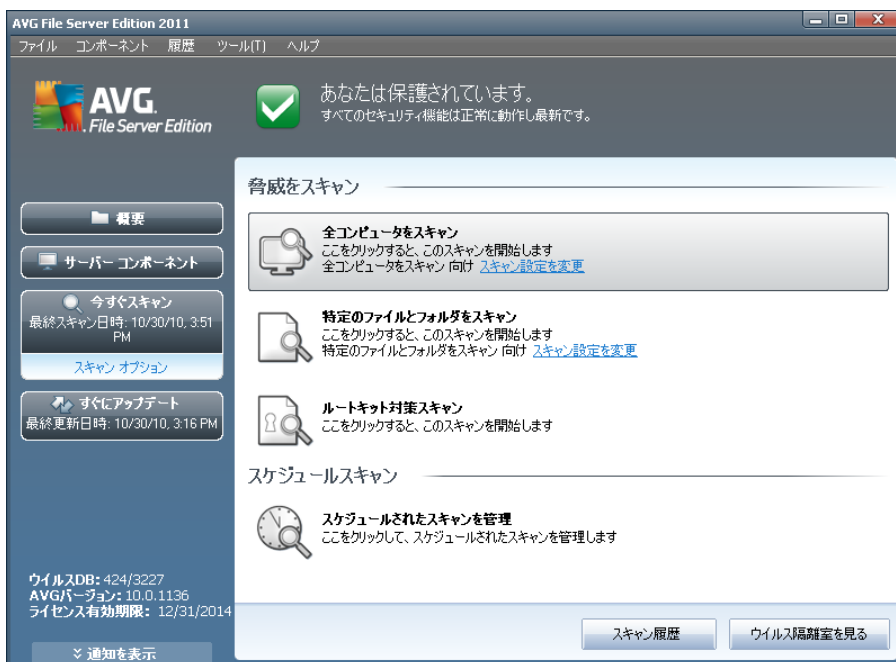 AVG File Server Edition 2011
ファイル コンポーネント 履歴 ツール(T) ヘルプ
AVG.
File Server Edition
あなたは保護されています。
すべてのセキュリティ機能は正常に動作し最新です。
概要
サーバー コンポーネント
今すぐスキャン
最終スキャン日時: 10/30/10, 3:51
PM
スキャン オプション
すぐにアップデート
最終更新日時: 10/30/10, 3:16 PM
ウイルスDB: 424/3227
AVGバージョン: 10.0.1136
ライセンス有効期限: 12/31/2014
通知を表示
脅威をスキャン
全コンピュータをスキャン
ここをクリックすると、このスキャンを開始します
全コンピュータをスキャン 向け スキャン設定を変更
特定のファイルとフォルダをスキャン
ここをクリックすると、このスキャンを開始します
特定のファイルとフォルダをスキャン 向け スキャン設定を変更
ルートキット対策スキャン
ここをクリックすると、このスキャンを開始します
スケジュールスキャン
スケジュールされたスキャンを管理
ここをクリックして、スケジュールされたスキャンを管理します
スキャン履歴
ウイルス隔離室を見る